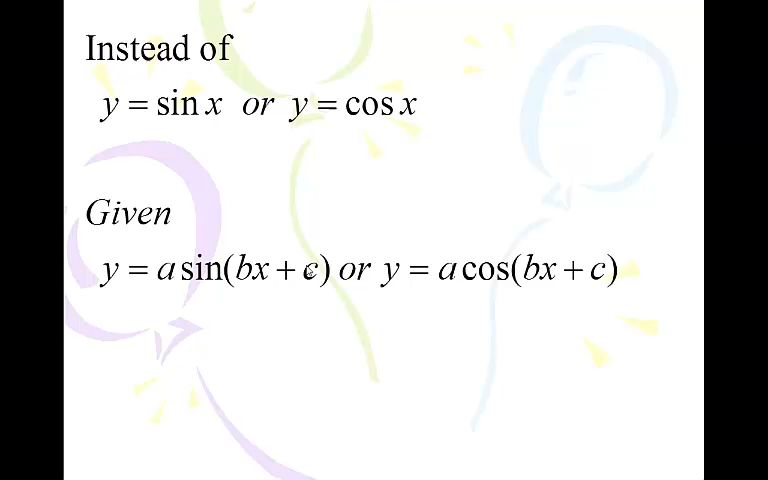 Instead of
y = sin x or y = cos x
Given
y = a sin(bx + c) or y = a cos(bx + c)